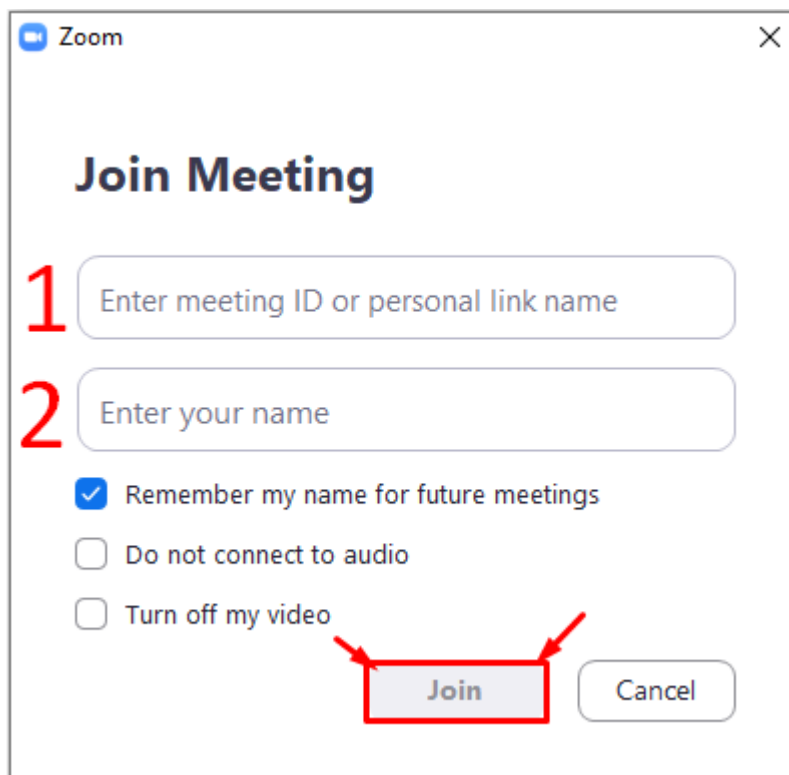 Zoom
Join Meeting
1
Enter meeting ID or personal link name
2
Enter your name
Remember my name for future meetings
Do not connect to audio
Turn off my video
Join
Cancel